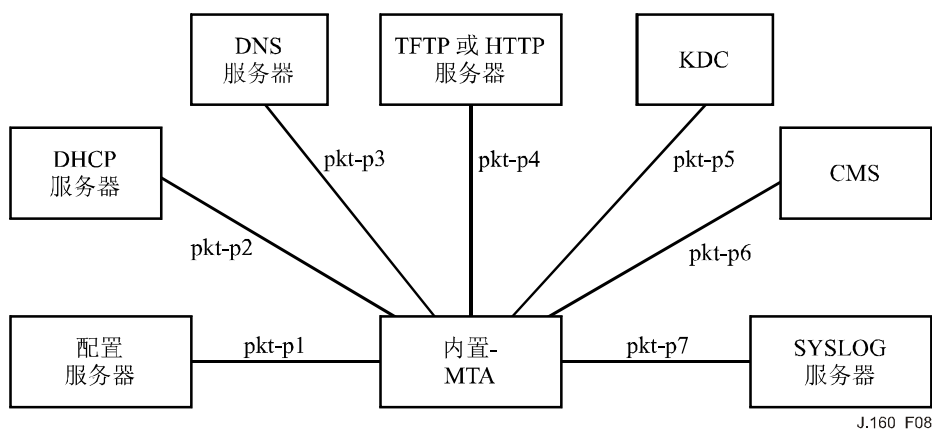 DNS
服务器
TFTP 或 HTTP
服务器
KDC
DHCP
服务器
CMS
pkt-p3
pkt-p4
pkt-p5
pkt-p2
pkt-p6
配置
服务器
pkt-p1
内置-
MTA
pkt-p7
SYSLOG
服务器
J.160_F08